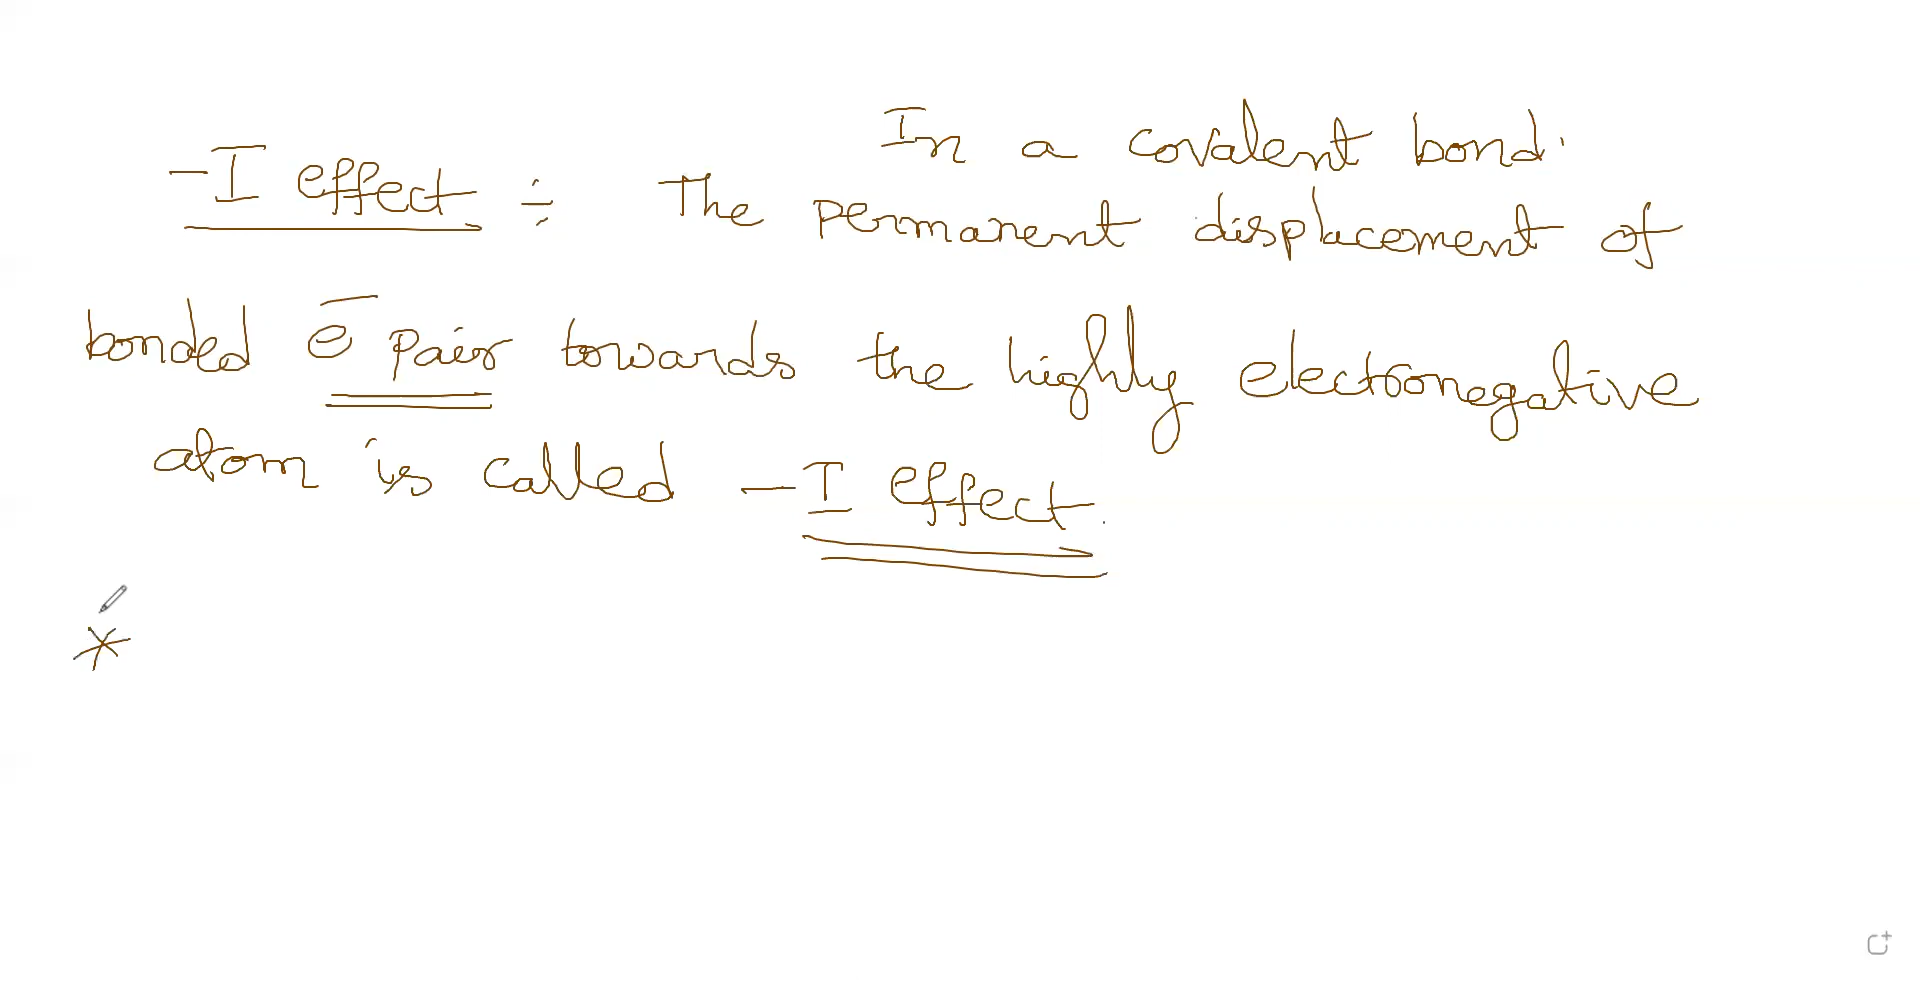 In a covalent bond.
-I effect ÷ The permanent displacement of
bonded e̅ pair towards the highly electronegative
atom is called -I effect.
*